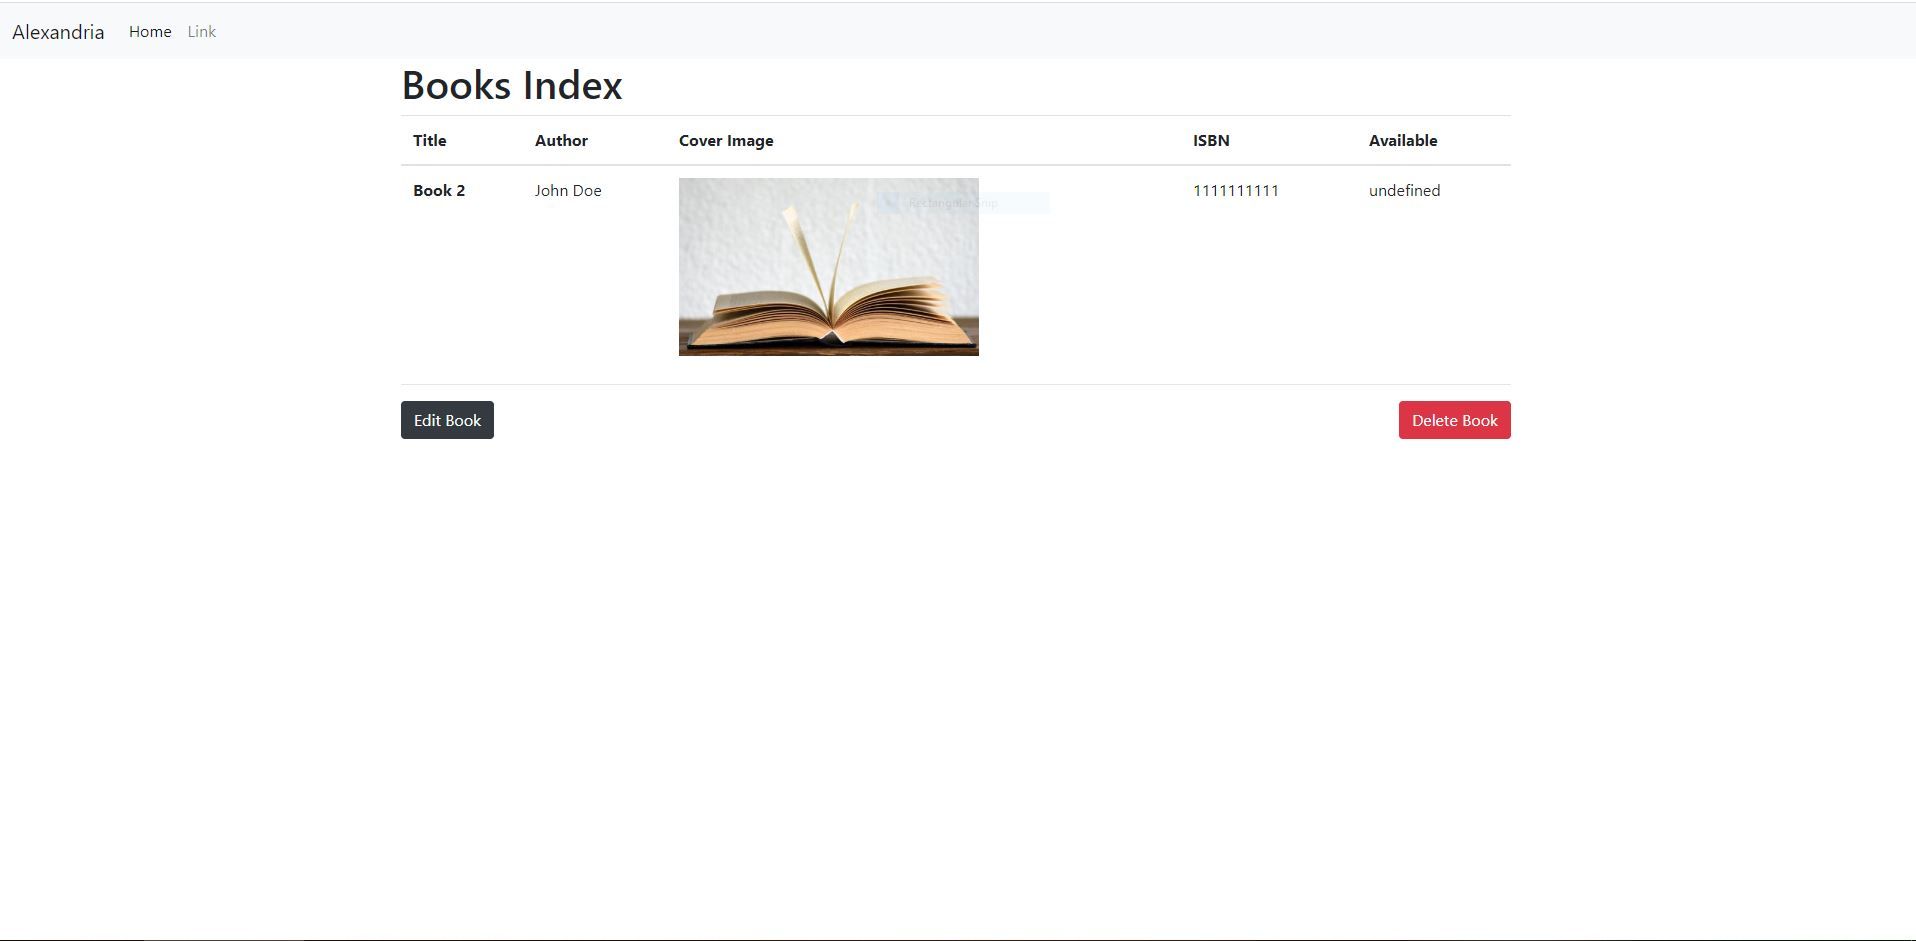 Alexandria Home Link
Books Index
Title Author Cover Image ISBN Available
Book 2 John Doe 1111111111 undefined
Rectangular Snip
Edit Book Delete Book